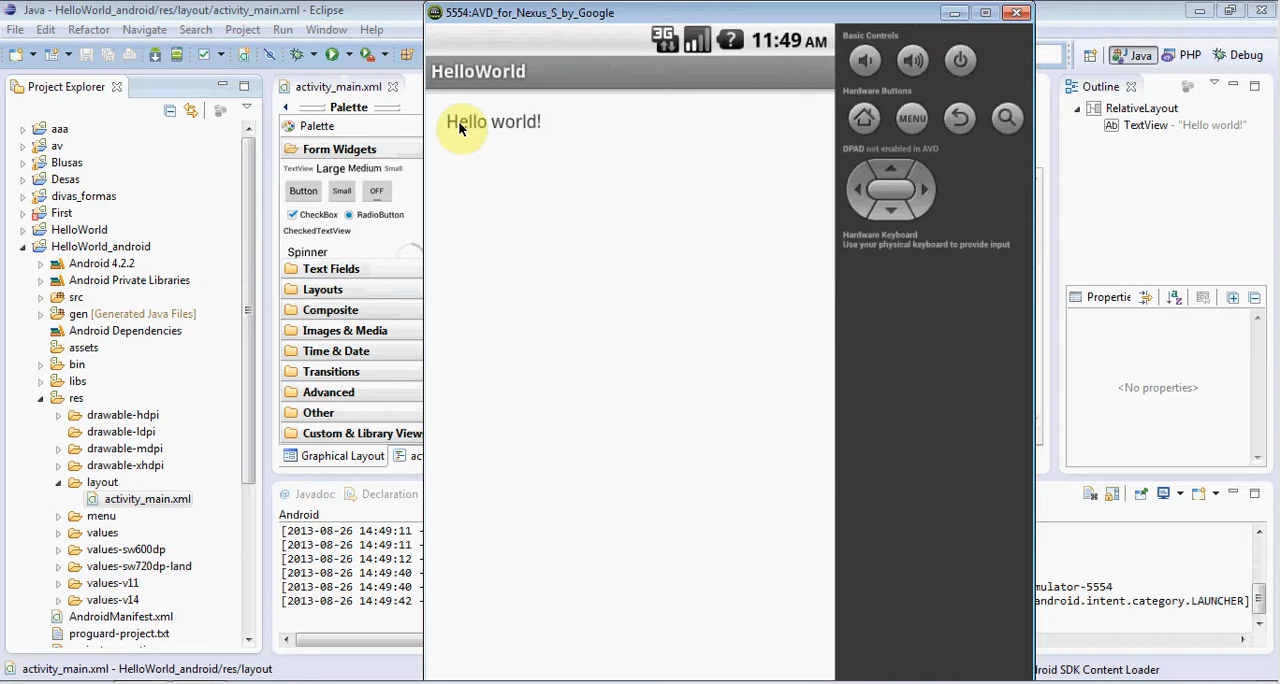 Java - HelloWorld_android/res/layout/activity_main.xml - Eclipse
File Edit Refactor Navigate Search Project Run Window Help
Java PHP Debug
Project Explorer
aaa
av
Blusas
Desas
divas_formas
First
HelloWorld
HelloWorld_android
Android 4.2.2
Android Private Libraries
src
gen [Generated Java Files]
Android Dependencies
assets
bin
libs
res
drawable-hdpi
drawable-ldpi
drawable-mdpi
drawable-xhdpi
layout
activity_main.xml
menu
values
values-sw600dp
values-sw720dp-land
values-v11
values-v14
AndroidManifest.xml
proguard-project.txt
activity_main.xml
Palette
Palette
Form Widgets
TextView Large Medium Small
Button Small OFF
CheckBox RadioButton
CheckedTextView
Spinner
Text Fields
Layouts
Composite
Images & Media
Time & Date
Transitions
Advanced
Other
Custom & Library View
Graphical Layout ac
@ Javadoc Declaration
Android
[2013-08-26 14:49:11 -
[2013-08-26 14:49:11 -
[2013-08-26 14:49:12 -
[2013-08-26 14:49:40 -
[2013-08-26 14:49:40 -
[2013-08-26 14:49:42 -
5554:AVD_for_Nexus_S_by_Google
3G 11:49 AM
HelloWorld
Hello world!
Basic Controls
Hardware Buttons
MENU
DPAD not enabled in AVD
Hardware Keyboard
Use your physical keyboard to provide input
Outline
RelativeLayout
Ab TextView - "Hello world!"
Propertie
<No properties>
mulator-5554
android.intent.category.LAUNCHER]
activity_main.xml - HelloWorld_android/res/layout
roid SDK Content Loader